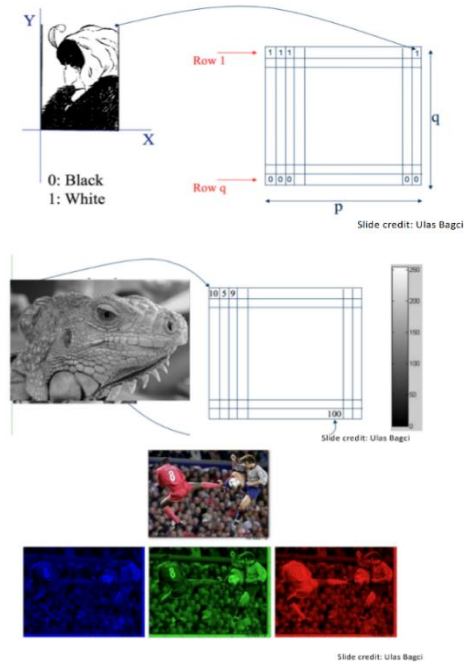 Y
X
0: Black
1: White
Row 1
1 1 1 1
q
Row q
0 0 0 0 0
p
Slide credit: Ulas Bagci
10 5 9
100
250
200
150
100
50
0
Slide credit: Ulas Bagci
8
8
Slide credit: Ulas Bagci